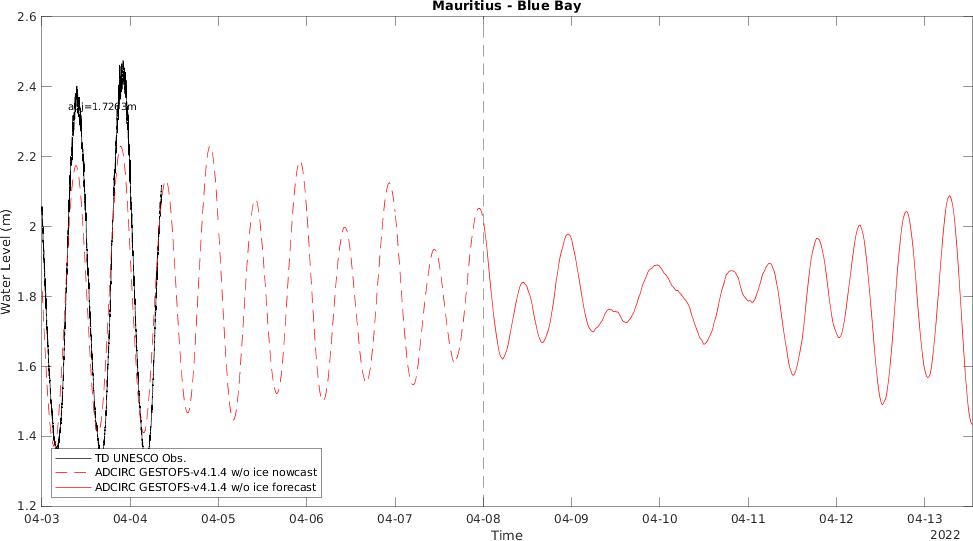 Mauritius - Blue Bay
2.6
2.4
2.2
2
1.8
1.6
1.4
1.2
Water Level (m)
TD UNESCO Obs.
ADCIRC GESTOFS-v4.1.4 w/o ice nowcast
ADCIRC GESTOFS-v4.1.4 w/o ice forecast
04-03 04-04 04-05 04-06 04-07 04-08 04-09 04-10 04-11 04-12 04-13
Time
2022